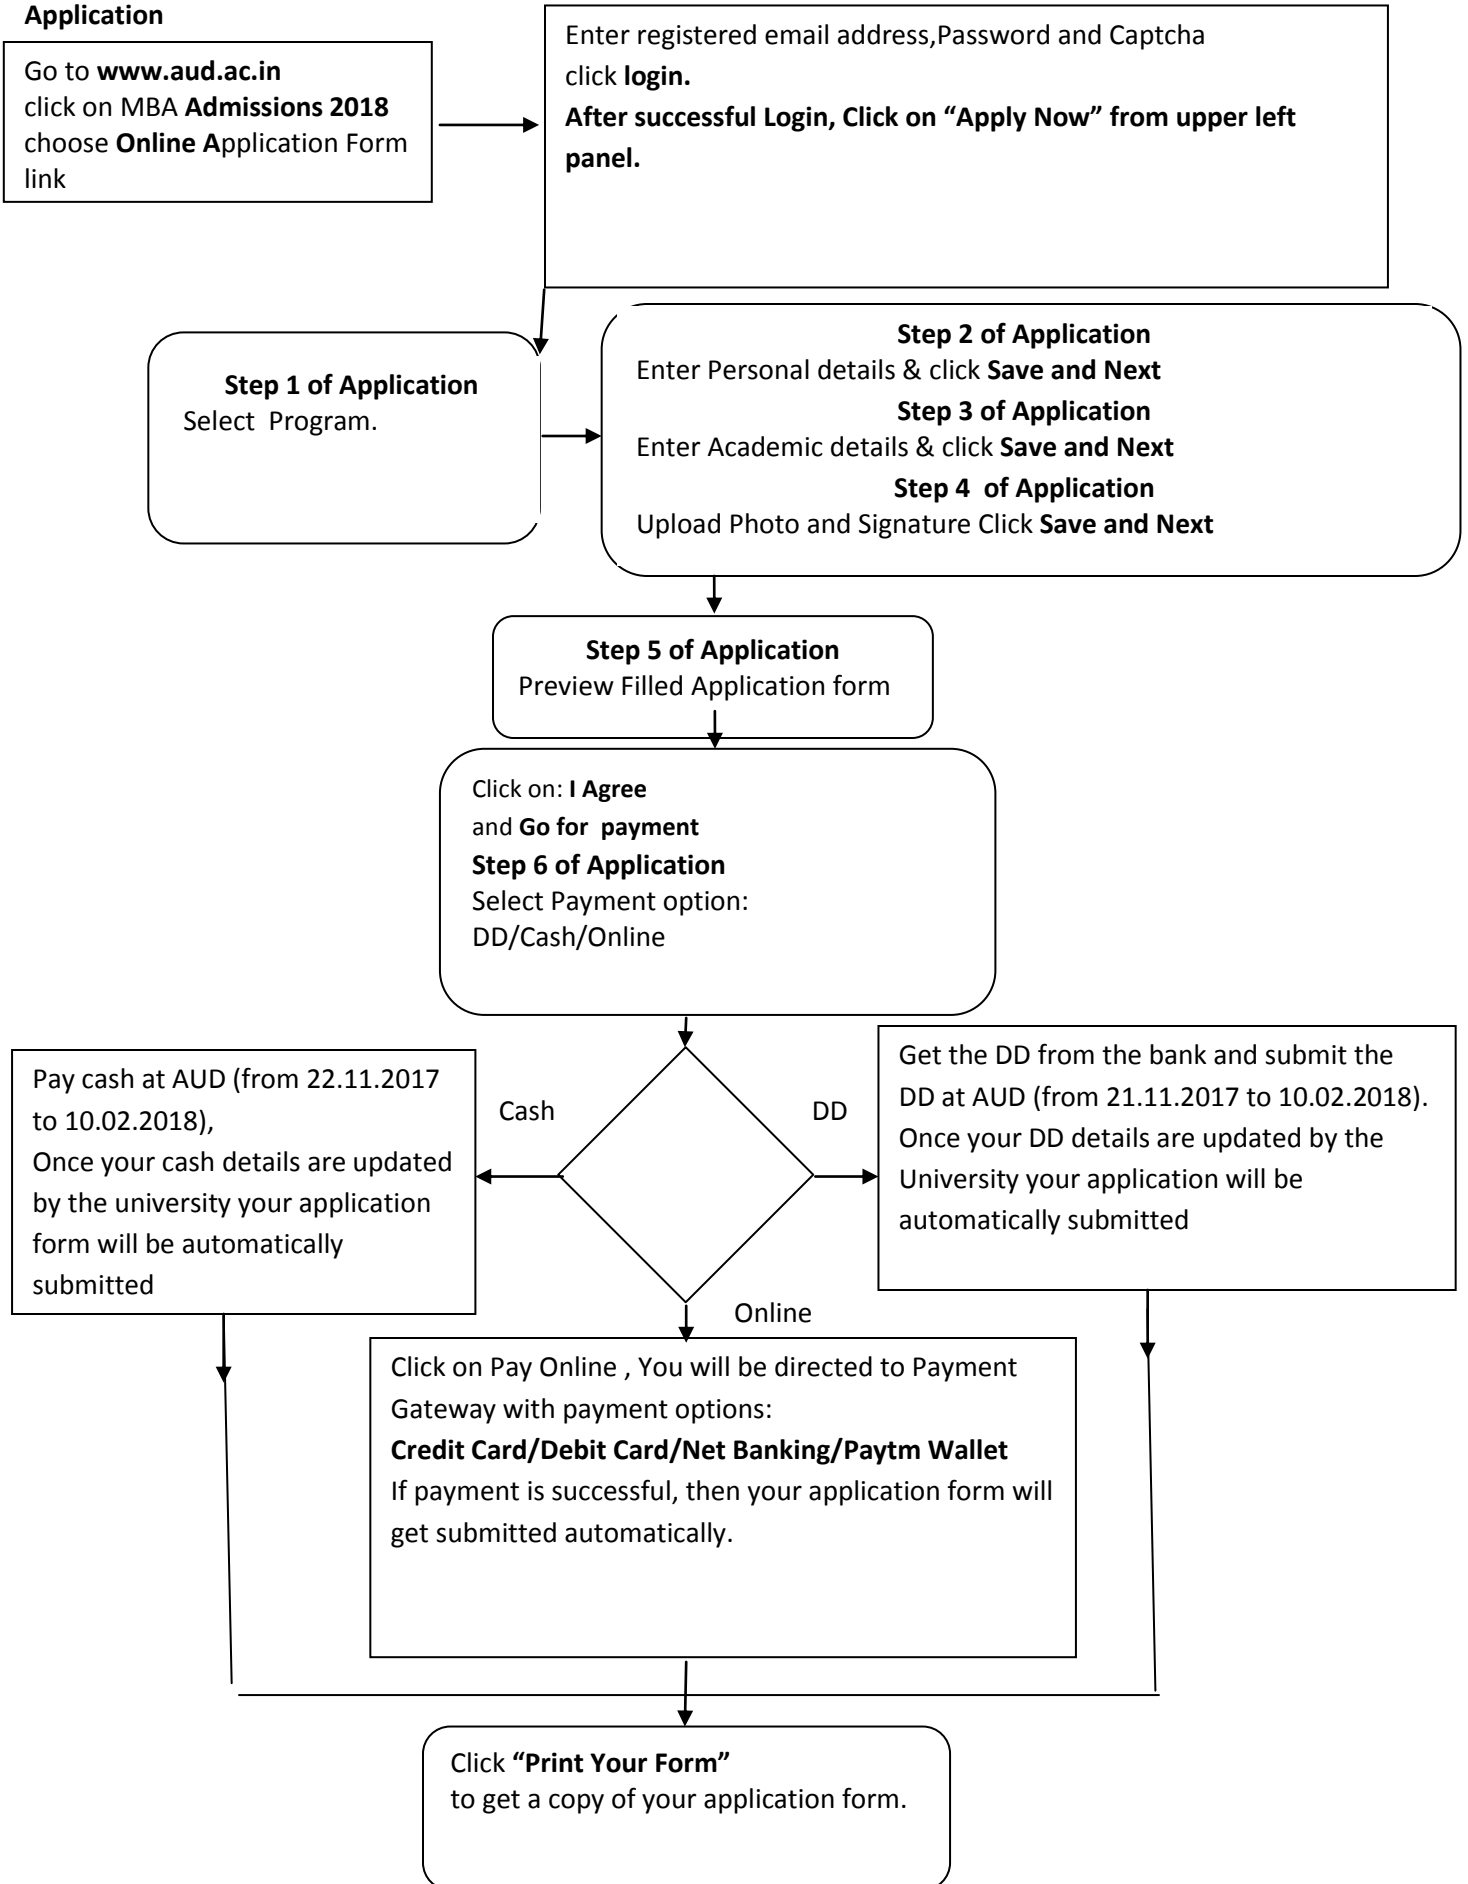 Application
Go to www.aud.ac.in
click on MBA Admissions 2018
choose Online Application Form
link
Enter registered email address,Password and Captcha
click login.
After successful Login, Click on “Apply Now” from upper left
panel.
Step 1 of Application
Select  Program.
Step 2 of Application
Enter Personal details & click Save and Next
Step 3 of Application
Enter Academic details & click Save and Next
Step 4  of Application
Upload Photo and Signature Click Save and Next
Step 5 of Application
Preview Filled Application form
Click on: I Agree
and Go for  payment
Step 6 of Application
Select Payment option:
DD/Cash/Online
Pay cash at AUD (from 22.11.2017
to 10.02.2018),
Once your cash details are updated
by the university your application
form will be automatically
submitted
Cash
DD
Get the DD from the bank and submit the
DD at AUD (from 21.11.2017 to 10.02.2018).
Once your DD details are updated by the
University your application will be
automatically submitted
Online
Click on Pay Online , You will be directed to Payment
Gateway with payment options:
Credit Card/Debit Card/Net Banking/Paytm Wallet
If payment is successful, then your application form will
get submitted automatically.
Click “Print Your Form”
to get a copy of your application form.